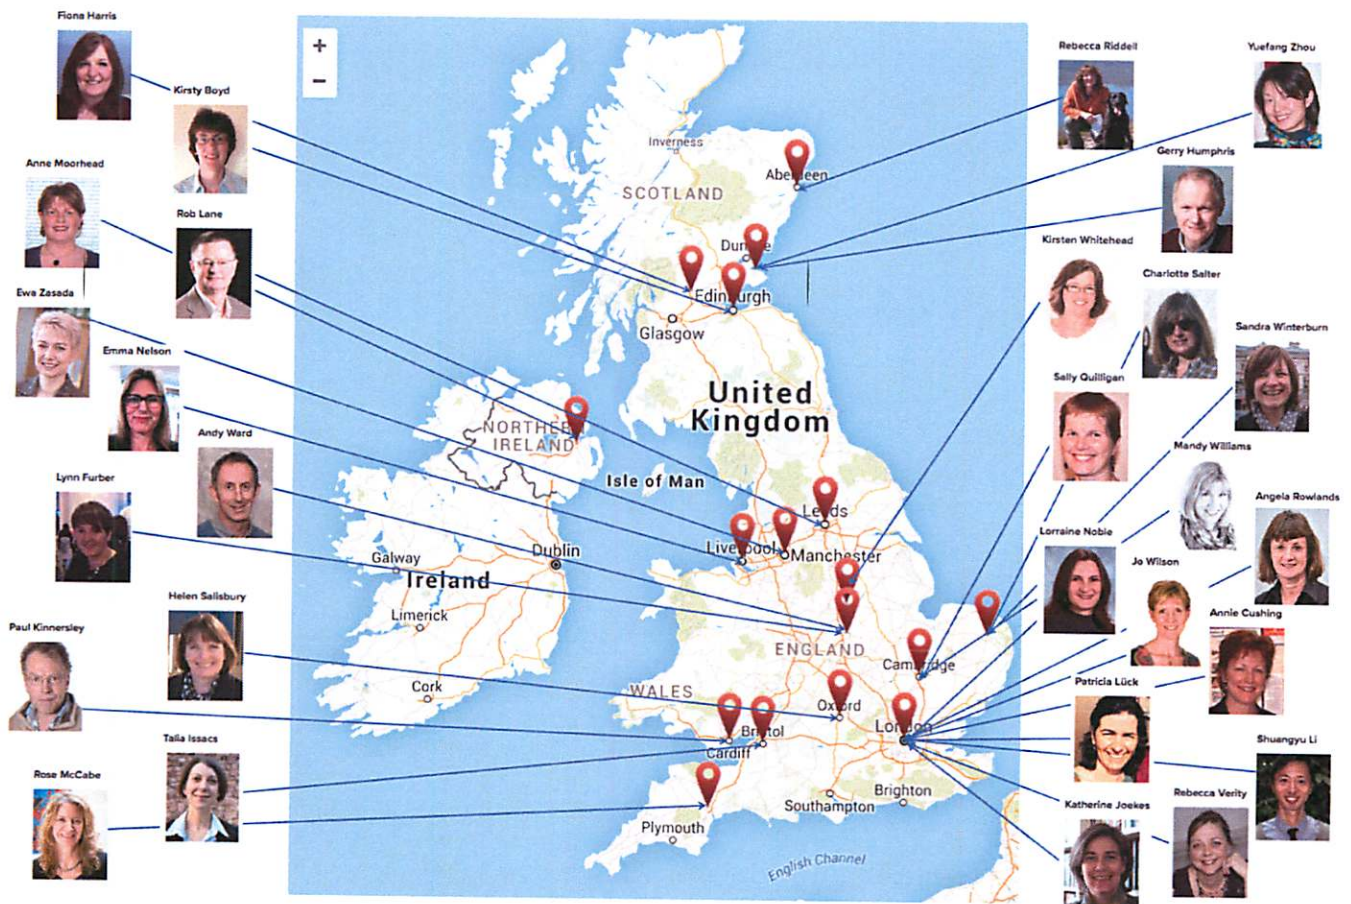 Fiona Harris
Kirsty Boyd
Anne Moorhead
Rob Lane
Ewa Zasada
Emma Nelson
Andy Ward
Lynn Furber
Helen Salisbury
Paul Kinnersley
Talia Issacs
Rose McCabe
+
−
Inverness
SCOTLAND
Aberdeen
Dundee
Edinburgh
Glasgow
United
Kingdom
NORTHERN
IRELAND
Isle of Man
Leeds
Liverpool
Manchester
Dublin
Galway
Ireland
Limerick
Cork
ENGLAND
Cambridge
WALES
Oxford
London
Bristol
Cardiff
Southampton
Brighton
Plymouth
English Channel
Rebecca Riddell
Yuefang Zhou
Gerry Humphris
Kirsten Whitehead
Charlotte Salter
Sandra Winterburn
Sally Quilligan
Mandy Williams
Angela Rowlands
Lorraine Noble
Jo Wilson
Annie Cushing
Patricia Lück
Shuangyu Li
Katherine Joekes
Rebecca Verity